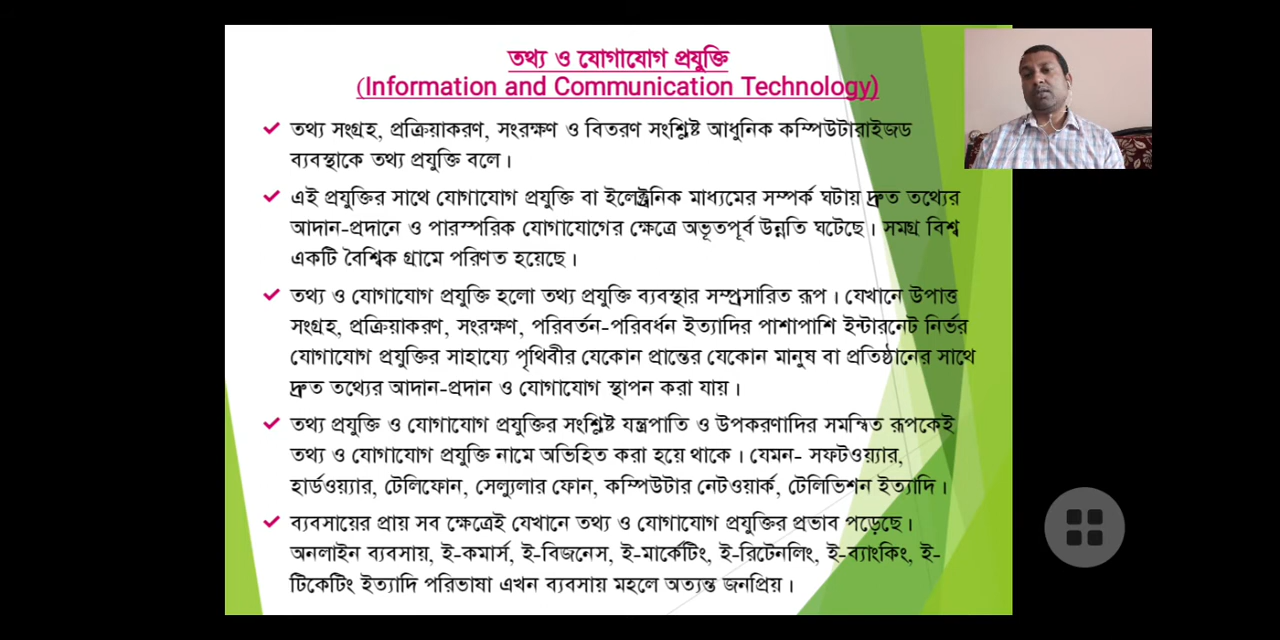 তথ্য ও যোগাযোগ প্রযুক্তি
(Information and Communication Technology)
তথ্য সংগ্রহ, প্রক্রিয়াকরণ, সংরক্ষণ ও বিতরণ সংশ্লিষ্ট আধুনিক কম্পিউটারাইজড
ব্যবস্থাকে তথ্য প্রযুক্তি বলে।
এই প্রযুক্তির সাথে যোগাযোগ প্রযুক্তি বা ইলেক্ট্রনিক মাধ্যমের সম্পর্ক ঘটায় দ্রুত তথ্যের
আদান-প্রদানে ও পারস্পরিক যোগাযোগের ক্ষেত্রে অভূতপূর্ব উন্নতি ঘটেছে। সমগ্র বিশ্ব
একটি বৈশ্বিক গ্রামে পরিণত হয়েছে।
তথ্য ও যোগাযোগ প্রযুক্তি হলো তথ্য প্রযুক্তি ব্যবস্থার সম্প্রসারিত রূপ। যেখানে উপাত্ত
সংগ্রহ, প্রক্রিয়াকরণ, সংরক্ষণ, পরিবর্তন-পরিবর্ধন ইত্যাদির পাশাপাশি ইন্টারনেট নির্ভর
যোগাযোগ প্রযুক্তির সাহায্যে পৃথিবীর যেকোন প্রান্তের যেকোন মানুষ বা প্রতিষ্ঠানের সাথে
দ্রুত তথ্যের আদান-প্রদান ও যোগাযোগ স্থাপন করা যায়।
তথ্য প্রযুক্তি ও যোগাযোগ প্রযুক্তির সংশ্লিষ্ট যন্ত্রপাতি ও উপকরণাদির সমন্বিত রূপকেই
তথ্য ও যোগাযোগ প্রযুক্তি নামে অভিহিত করা হয়ে থাকে। যেমন- সফটওয়্যার,
হার্ডওয়্যার, টেলিফোন, সেল্যুলার ফোন, কম্পিউটার নেটওয়ার্ক, টেলিভিশন ইত্যাদি।
ব্যবসায়ের প্রায় সব ক্ষেত্রেই যেখানে তথ্য ও যোগাযোগ প্রযুক্তির প্রভাব পড়েছে।
অনলাইন ব্যবসায়, ই-কমার্স, ই-বিজনেস, ই-মার্কেটিং, ই-রিটেনলিং, ই-ব্যাংকিং, ই-
টিকেটিং ইত্যাদি পরিভাষা এখন ব্যবসায় মহলে অত্যন্ত জনপ্রিয়।